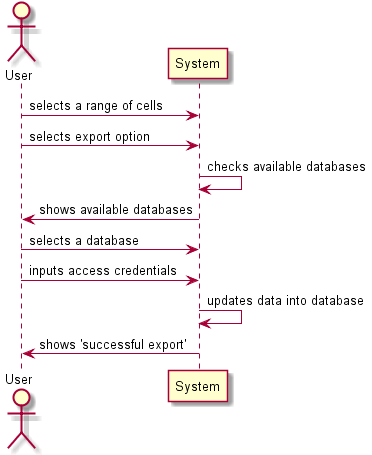 User
System
selects a range of cells
selects export option
checks available databases
shows available databases
selects a database
inputs access credentials
updates data into database
shows 'successful export'
User
System